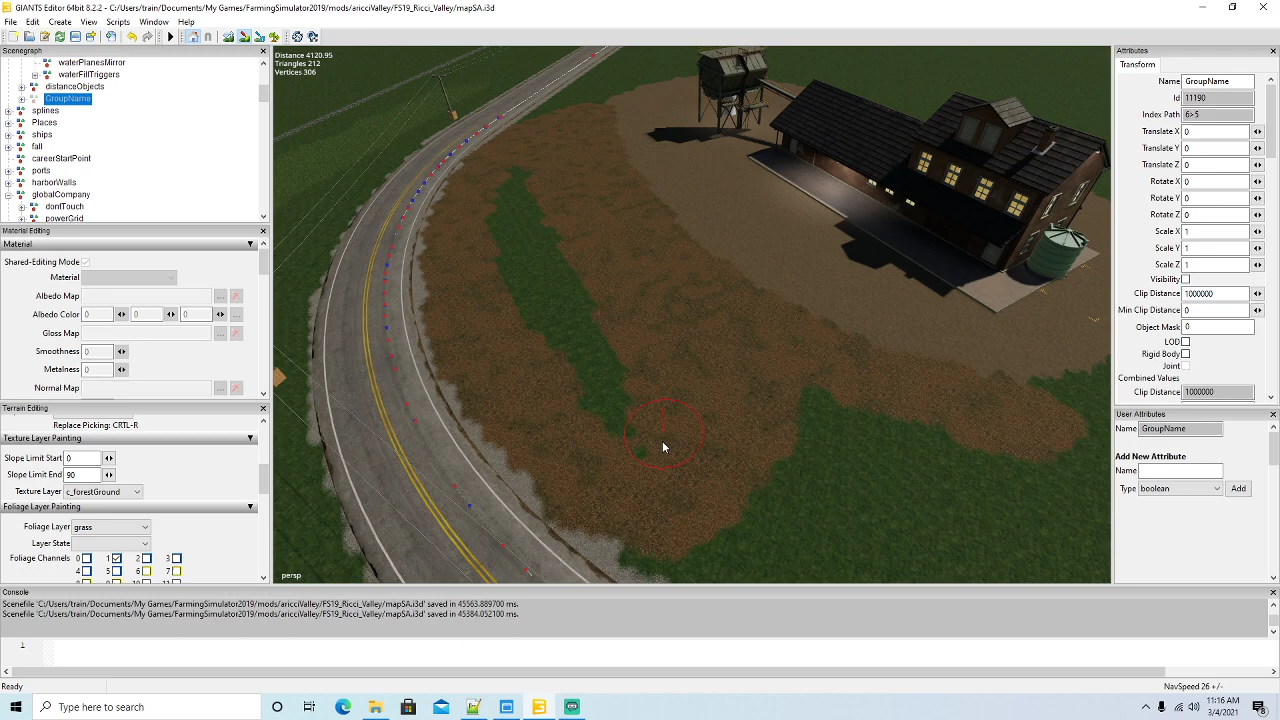 GIANTS Editor 64bit 8.2.2 - C:/Users/train/Documents/My Games/FarmingSimulator2019/mods/aricciValley/FS19_Ricci_Valley/mapSA.i3d
File Edit Create View Scripts Window Help
Scenegraph
waterPlanesMirror
waterFillTriggers
distanceObjects
GroupName
splines
Places
ships
fall
careerStartPoint
ports
harborWalls
globalCompany
dontTouch
powerGrid
Material Editing
Material
Shared-Editing Mode
Material
Albedo Map ...
Albedo Color 0 0 0 ...
Gloss Map ...
Smoothness 0
Metalness 0
Normal Map ...
Terrain Editing
Replace Picking: CTRL-R
Texture Layer Painting
Slope Limit Start 0
Slope Limit End 90
Texture Layer c_forestGround
Foliage Layer Painting
Foliage Layer grass
Layer State
Foliage Channels 0 1 2 3
4 5 6 7
Distance 4120.95
Triangles 212
Vertices 306
persp
Attributes
Transform
Name GroupName
Id 11190
Index Path 6>5
Translate X 0
Translate Y 0
Translate Z 0
Rotate X 0
Rotate Y 0
Rotate Z 0
Scale X 1
Scale Y 1
Scale Z 1
Visibility
Clip Distance 1000000
Min Clip Distance 0
Object Mask 0
LOD
Rigid Body
Joint
Combined Values
Clip Distance 1000000
User Attributes
Name GroupName
Add New Attribute
Name
Type boolean Add
Console
Scenefile 'C:/Users/train/Documents/My Games/FarmingSimulator2019/mods/aricciValley/FS19_Ricci_Valley/mapSA.i3d' saved in 45563.889700 ms.
Scenefile 'C:/Users/train/Documents/My Games/FarmingSimulator2019/mods/aricciValley/FS19_Ricci_Valley/mapSA.i3d' saved in 45384.052100 ms.
1
Ready
NavSpeed 26 +/-
Type here to search
11:16 AM
3/4/2021
2